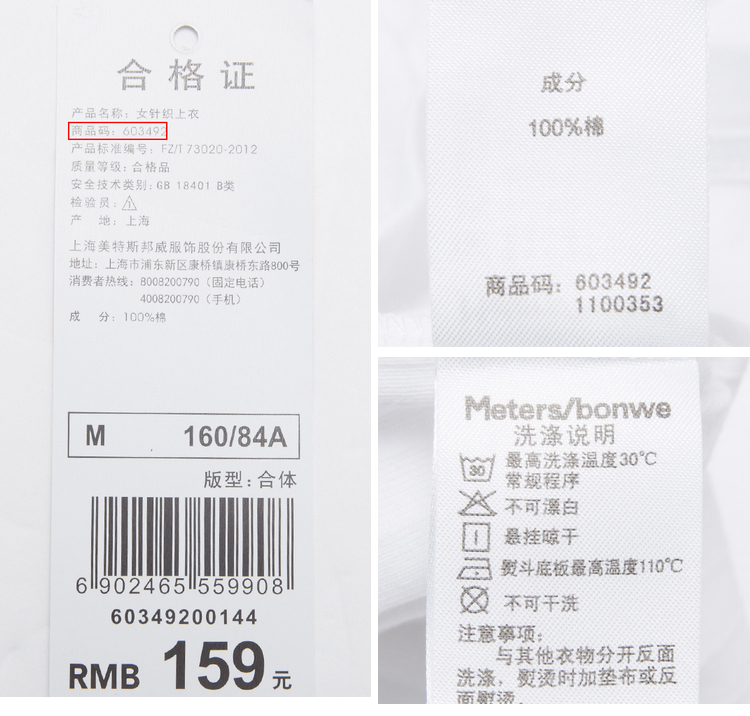 合格证
产品名称：女针织上衣
商品码：603492
产品标准编号：FZ/T 73020-2012
质量等级：合格品
安全技术类别：GB 18401 B类
检验员：1
产 地：上海
上海美特斯邦威服饰股份有限公司
地址：上海市浦东新区康桥镇康桥东路800号
消费者热线：8008200790（固定电话）
4008200790（手机）
成 分：100%棉
M 160/84A
版型：合体
6 902465 559908
60349200144
RMB 159元
成分
100%棉
商品码：603492
1100353
Meters/bonwe
洗涤说明
30 最高洗涤温度30℃
常规程序
不可漂白
悬挂晾干
熨斗底板最高温度110℃
不可干洗
注意事项：
与其他衣物分开反面
洗涤，熨烫时加垫布或反
面熨烫。